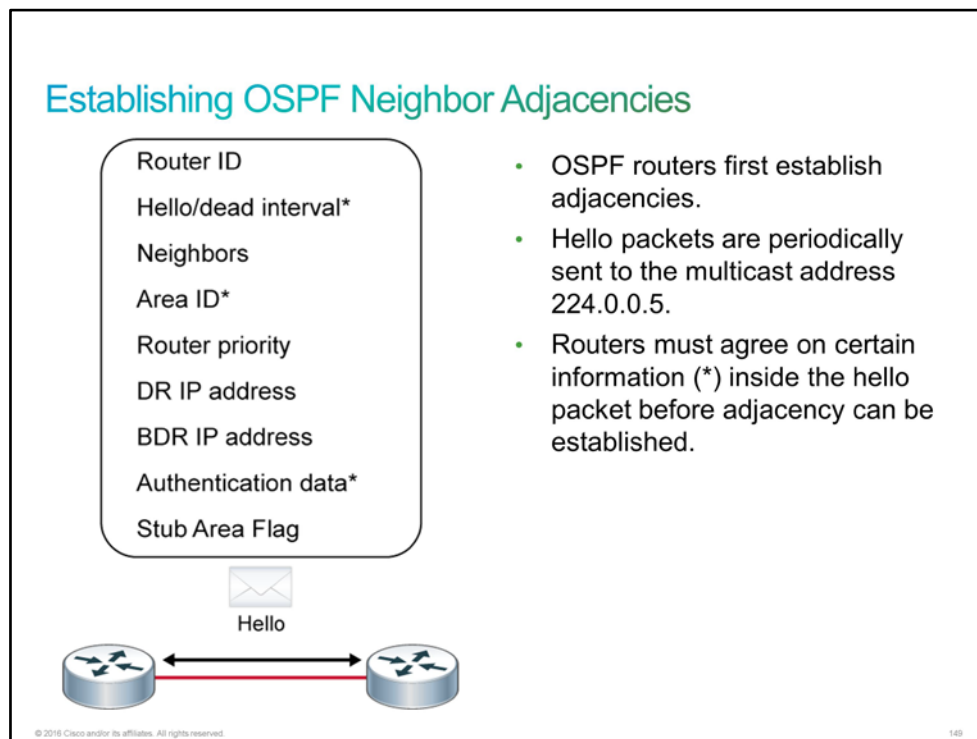 Establishing OSPF Neighbor Adjacencies
Router ID
Hello/dead interval*
Neighbors
Area ID*
Router priority
DR IP address
BDR IP address
Authentication data*
Stub Area Flag
Hello
• OSPF routers first establish
adjacencies.
• Hello packets are periodically
sent to the multicast address
224.0.0.5.
• Routers must agree on certain
information (*) inside the hello
packet before adjacency can be
established.
© 2016 Cisco and/or its affiliates. All rights reserved.
149